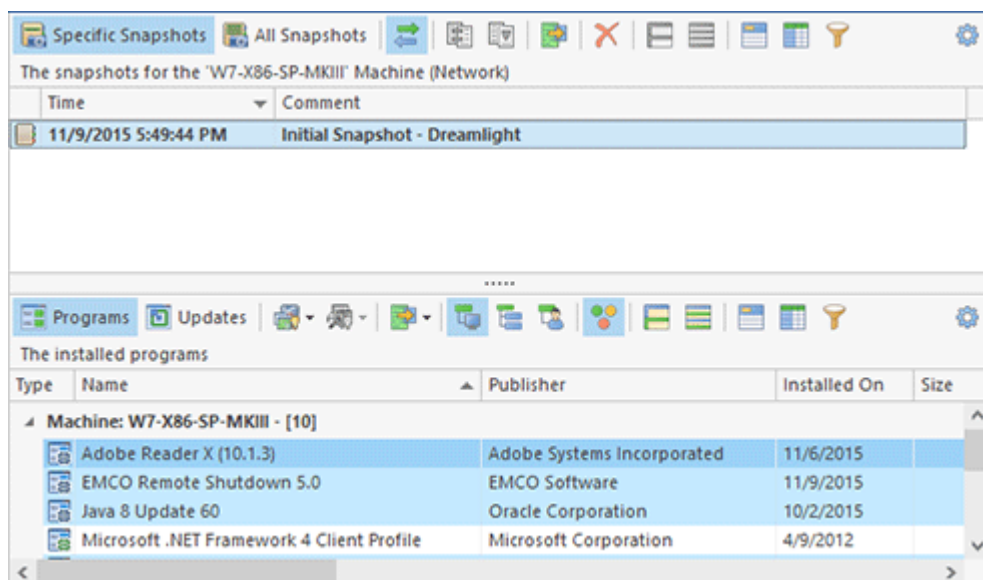 Specific Snapshots All Snapshots
The snapshots for the 'W7-X86-SP-MKIII' Machine (Network)
Time Comment
11/9/2015 5:49:44 PM Initial Snapshot - Dreamlight
Programs Updates
The installed programs
Type Name Publisher Installed On Size
Machine: W7-X86-SP-MKIII - [10]
Adobe Reader X (10.1.3) Adobe Systems Incorporated 11/6/2015
EMCO Remote Shutdown 5.0 EMCO Software 11/9/2015
Java 8 Update 60 Oracle Corporation 10/2/2015
Microsoft .NET Framework 4 Client Profile Microsoft Corporation 4/9/2012